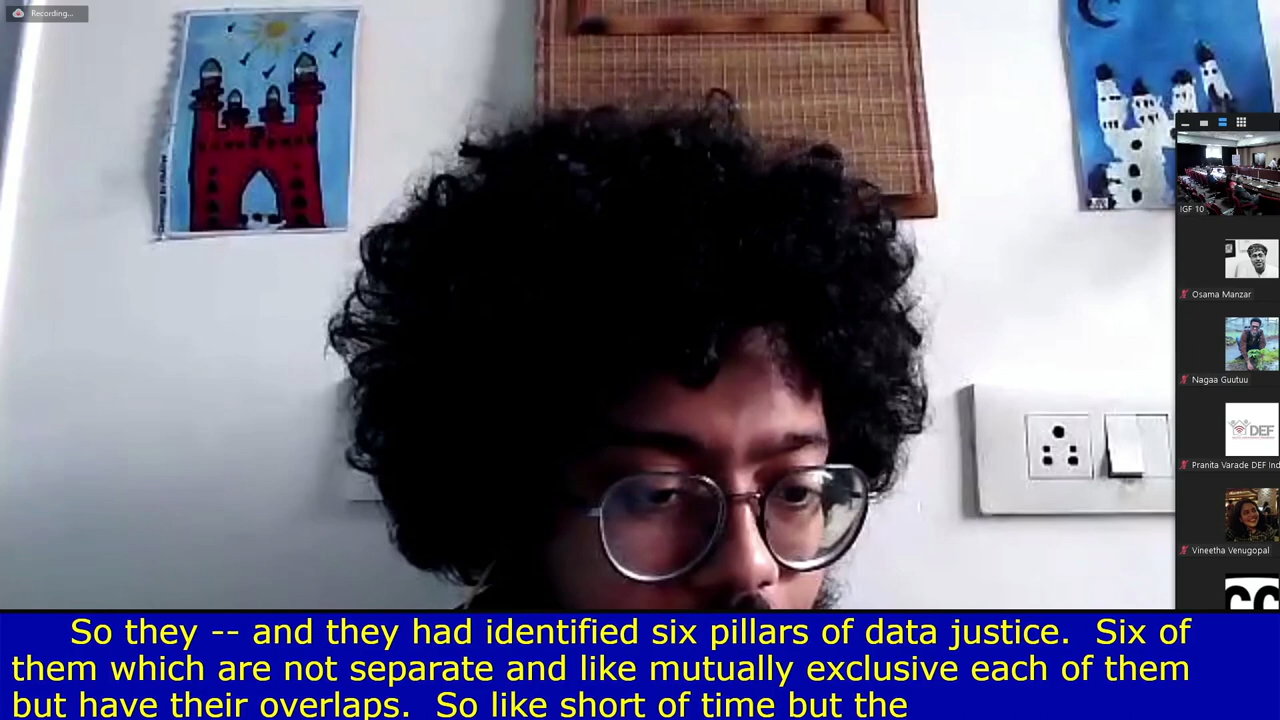 Recording...
IGF 10
Osama Manzar
Nagaa Guutuu
DEF
Pranita Varade DEF Ind
Vineetha Venugopal
CC
So they -- and they had identified six pillars of data justice.  Six of
them which are not separate and like mutually exclusive each of them
but have their overlaps.  So like short of time but the